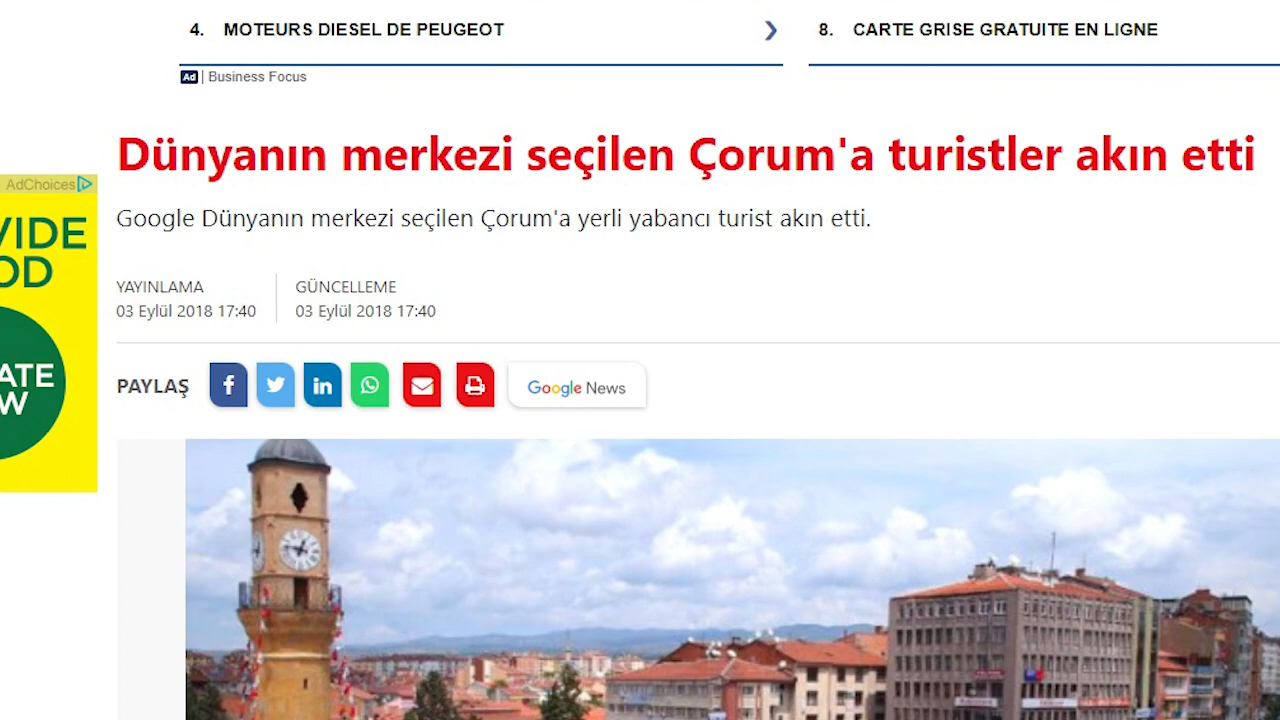 4. MOTEURS DIESEL DE PEUGEOT
8. CARTE GRISE GRATUITE EN LIGNE
Ad | Business Focus
Dünyanın merkezi seçilen Çorum'a turistler akın etti
AdChoices
Google Dünyanın merkezi seçilen Çorum'a yerli yabancı turist akın etti.
VIDE
OD
YAYINLAMA
03 Eylül 2018 17:40
GÜNCELLEME
03 Eylül 2018 17:40
ATE
W
PAYLAŞ
Google News